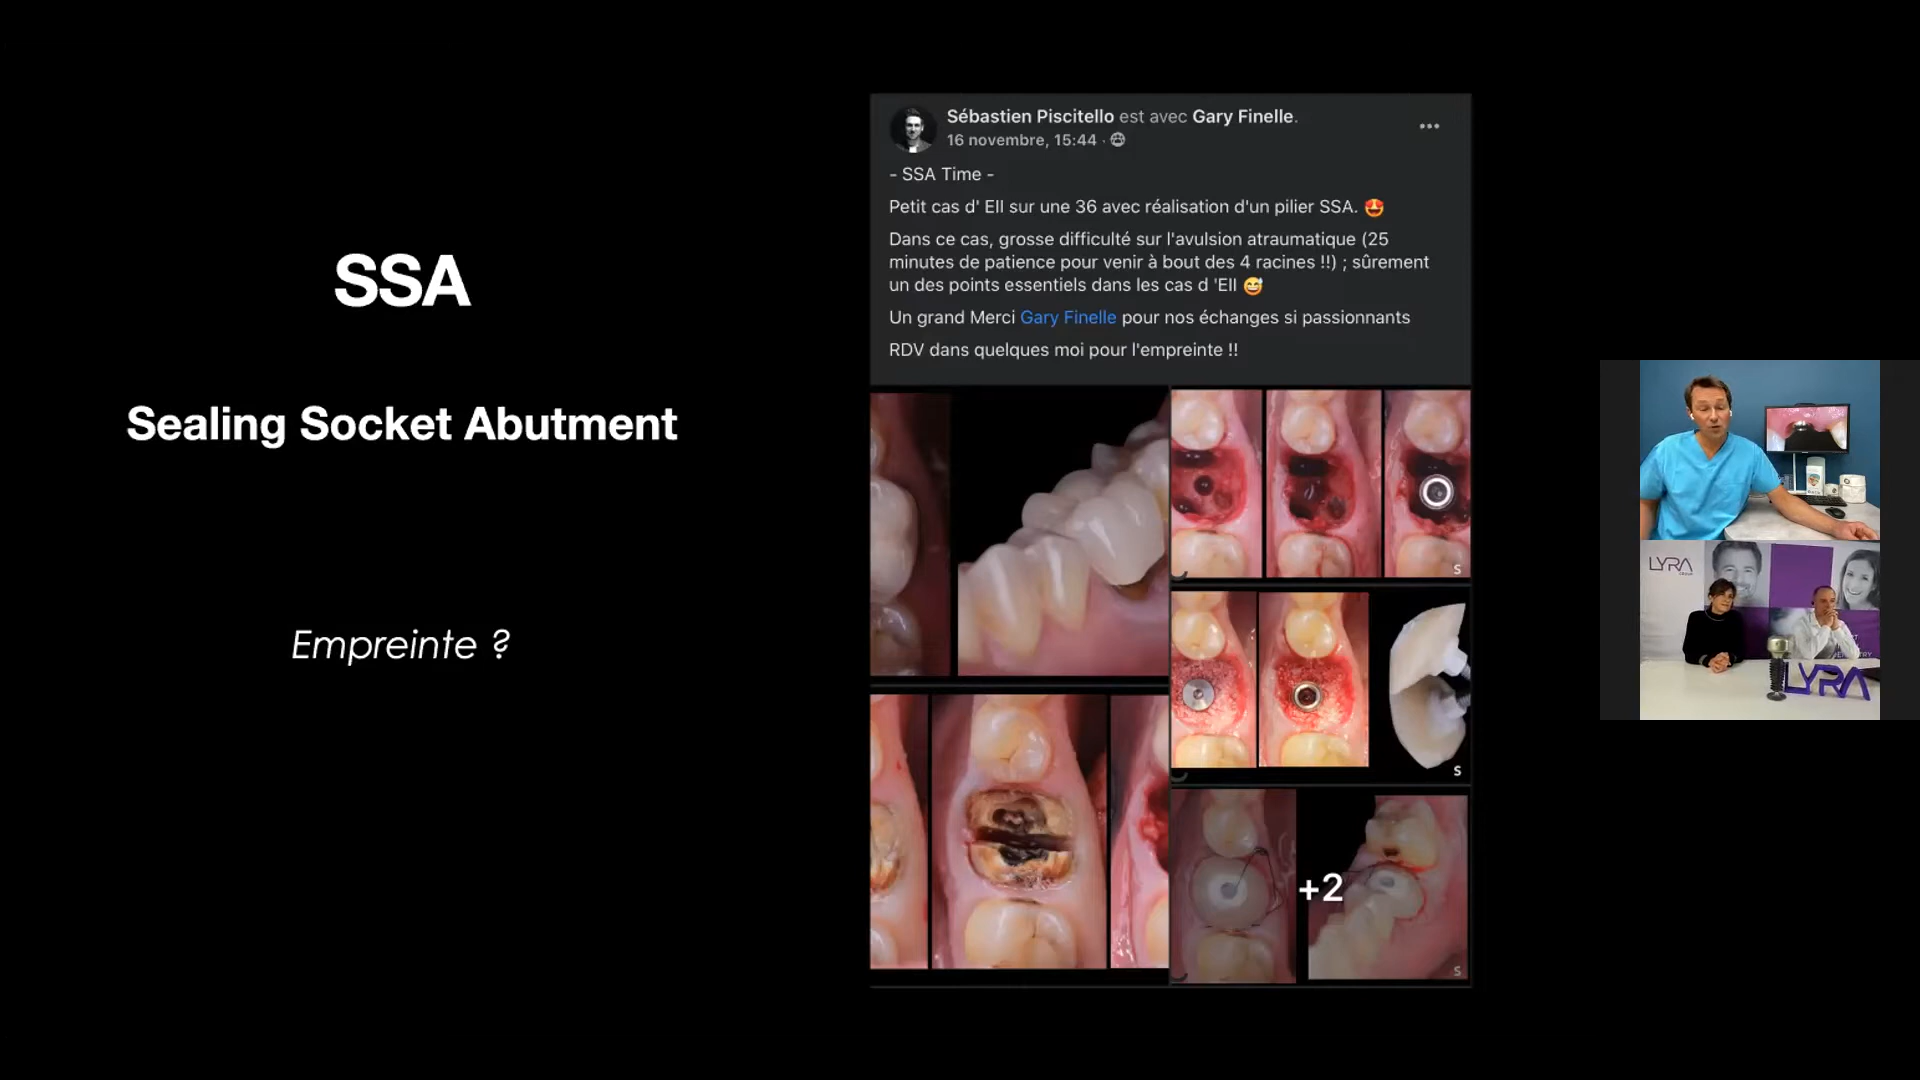 SSA
Sealing Socket Abutment
Empreinte ?
Sébastien Piscitello est avec Gary Finelle.
16 novembre, 15:44 ·
- SSA Time -
Petit cas d' EII sur une 36 avec réalisation d'un pilier SSA. 🤩
Dans ce cas, grosse difficulté sur l'avulsion atraumatique (25
minutes de patience pour venir à bout des 4 racines !!) ; sûrement
un des points essentiels dans les cas d 'EII 😅
Un grand Merci Gary Finelle pour nos échanges si passionnants
RDV dans quelques moi pour l'empreinte !!
S
S
+2
S
LYRA
LYRA